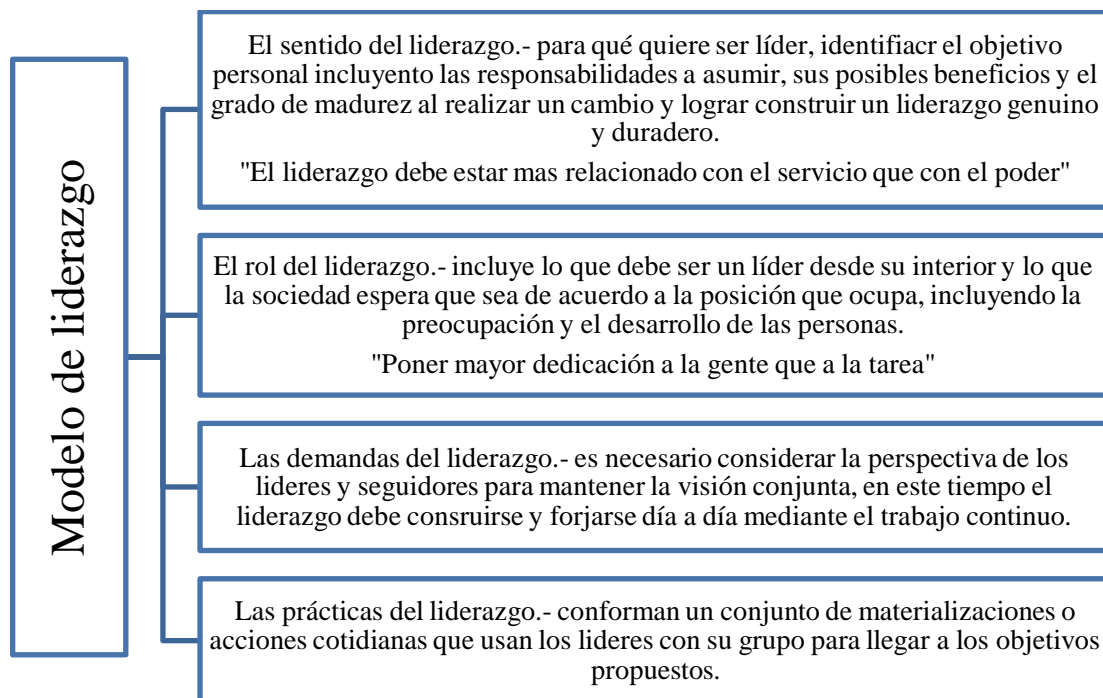 Modelo de liderazgo
El sentido del liderazgo.- para qué quiere ser líder, identifiacr el objetivo
personal incluyento las responsabilidades a asumir, sus posibles beneficios y el
grado de madurez al realizar un cambio y lograr construir un liderazgo genuino
y duradero.
"El liderazgo debe estar mas relacionado con el servicio que con el poder"
El rol del liderazgo.- incluye lo que debe ser un líder desde su interior y lo que
la sociedad espera que sea de acuerdo a la posición que ocupa, incluyendo la
preocupación y el desarrollo de las personas.
"Poner mayor dedicación a la gente que a la tarea"
Las demandas del liderazgo.- es necesario considerar la perspectiva de los
lideres y seguidores para mantener la visión conjunta, en este tiempo el
liderazgo debe consruirse y forjarse día a día mediante el trabajo continuo.
Las prácticas del liderazgo.- conforman un conjunto de materializaciones o
acciones cotidianas que usan los lideres con su grupo para llegar a los objetivos
propuestos.